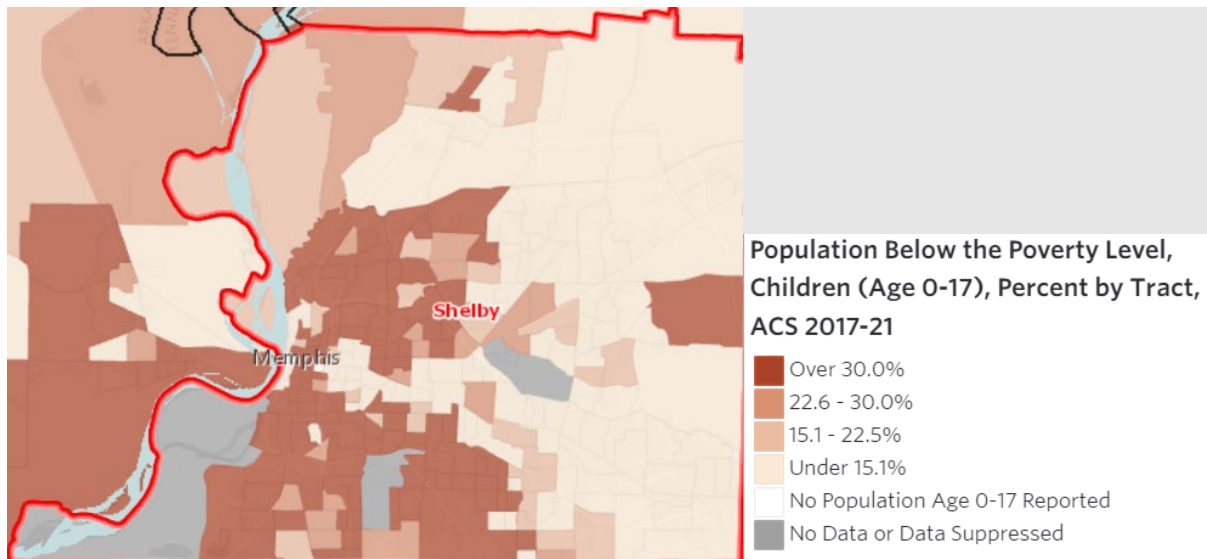 Shelby
Memphis
Population Below the Poverty Level,
Children (Age 0-17), Percent by Tract,
ACS 2017-21
Over 30.0%
22.6 - 30.0%
15.1 - 22.5%
Under 15.1%
No Population Age 0-17 Reported
No Data or Data Suppressed